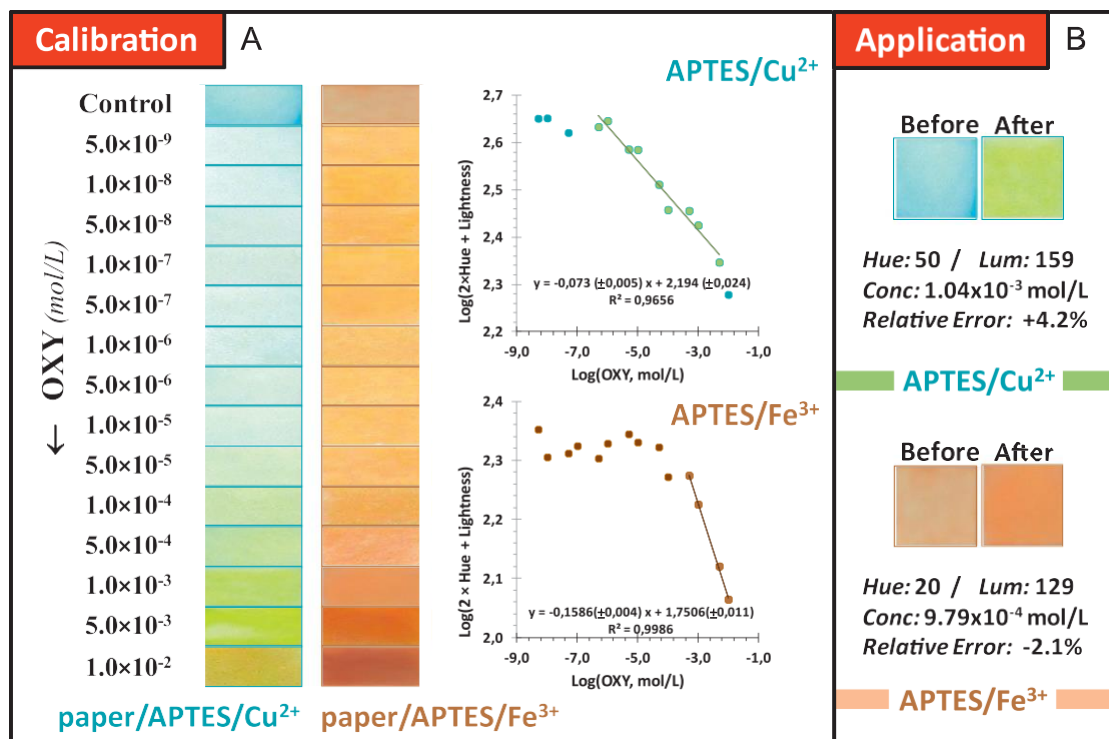 Calibration A
Control
5.0×10⁻⁹
1.0×10⁻⁸
5.0×10⁻⁸
1.0×10⁻⁷
5.0×10⁻⁷
1.0×10⁻⁶
5.0×10⁻⁶
1.0×10⁻⁵
5.0×10⁻⁵
1.0×10⁻⁴
5.0×10⁻⁴
1.0×10⁻³
5.0×10⁻³
1.0×10⁻²
← OXY (mol/L)
paper/APTES/Cu²⁺
paper/APTES/Fe³⁺
APTES/Cu²⁺
Log(2×Hue + Lightness)
2,7
2,6
2,5
2,4
2,3
2,2
y = -0,073 (±0,005) x + 2,194 (±0,024)
R² = 0,9656
-9,0 -7,0 -5,0 -3,0 -1,0
Log(OXY, mol/L)
APTES/Fe³⁺
Log(2 × Hue + Lightness)
2,4
2,3
2,2
2,1
2,0
y = -0,1586(±0,004) x + 1,7506(±0,011)
R² = 0,9986
-9,0 -7,0 -5,0 -3,0 -1,0
Log(OXY, mol/L)
Application B
Before After
Hue: 50 / Lum: 159
Conc: 1.04x10⁻³ mol/L
Relative Error: +4.2%
APTES/Cu²⁺
Before After
Hue: 20 / Lum: 129
Conc: 9.79x10⁻⁴ mol/L
Relative Error: -2.1%
APTES/Fe³⁺